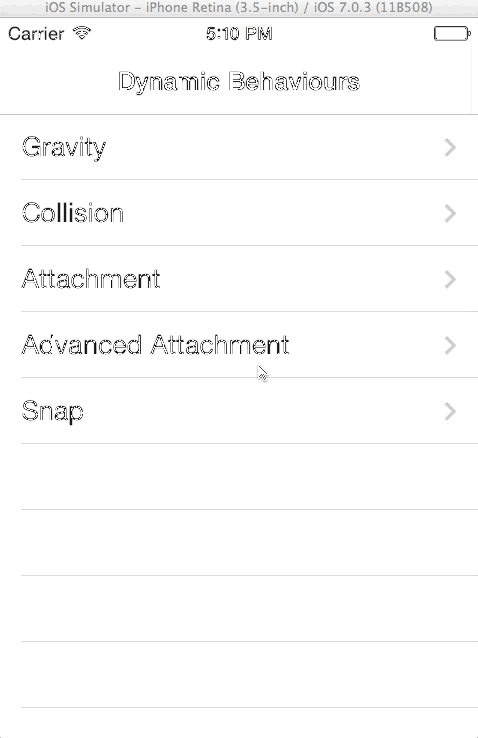 iOS Simulator – iPhone Retina (3.5-inch) / iOS 7.0.3 (11B508)
Carrier 5:10 PM
Dynamic Behaviours
Gravity
Collision
Attachment
Advanced Attachment
Snap